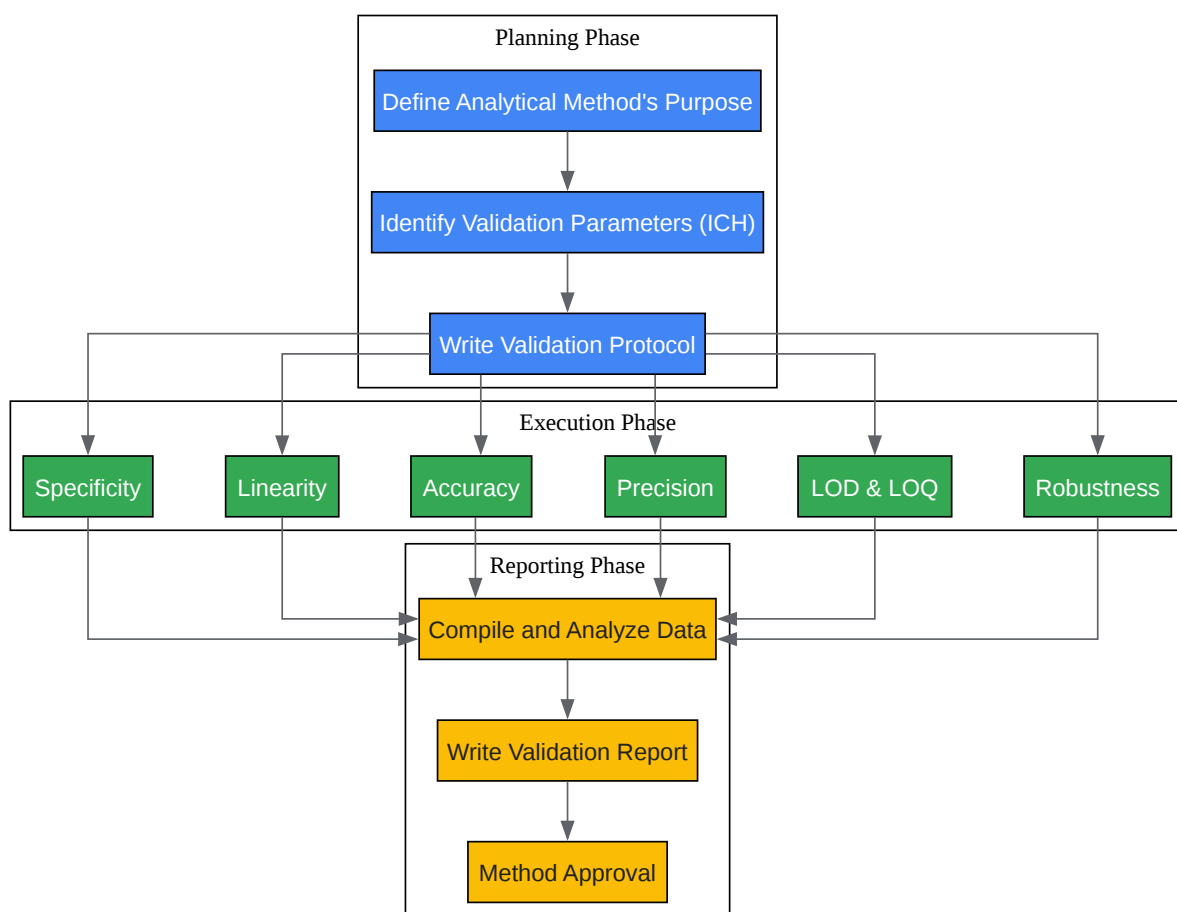 Planning Phase
Define Analytical Method's Purpose
Identify Validation Parameters (ICH)
Write Validation Protocol
Execution Phase
Specificity
Linearity
Accuracy
Precision
LOD & LOQ
Robustness
Reporting Phase
Compile and Analyze Data
Write Validation Report
Method Approval